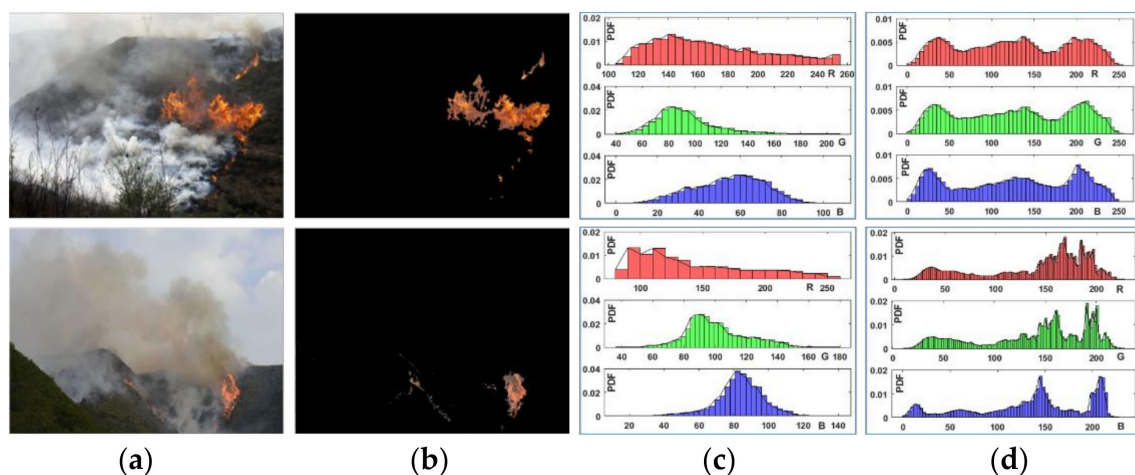 0.02 PDF 0.01 0
100 120 140 160 180 200 220 240 R 260
0.04 PDF 0.02 0
40 60 80 100 120 140 160 180 200 G
0.04 PDF 0.02 0
0 20 40 60 80 100 B
0.01 PDF 0.005 0
0 50 100 150 200 R 250
0.01 PDF 0.005 0
0 50 100 150 200 G 250
0.01 PDF 0.005 0
0 50 100 150 200 B 250
0.02 PDF 0.01 0
100 150 200 R 250
0.04 PDF 0.02 0
40 60 80 100 120 140 160 G 180
0.04 PDF 0.02 0
20 40 60 80 100 120 B 140
0.02 PDF 0.01 0
0 50 100 150 200 R
0.02 PDF 0.01 0
0 50 100 150 200 G
0.02 PDF 0.01 0
0 50 100 150 200 B
(a) (b) (c) (d)